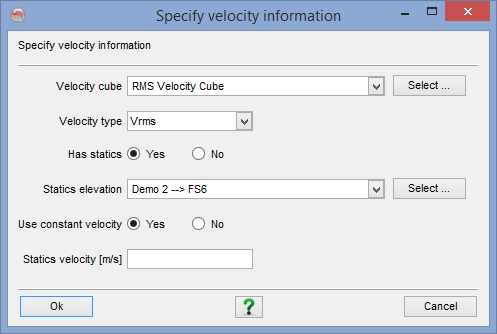 Specify velocity information
Specify velocity information
Velocity cube RMS Velocity Cube Select ...
Velocity type Vrms
Has statics Yes No
Statics elevation Demo 2 --> FS6 Select ...
Use constant velocity Yes No
Statics velocity [m/s]
Ok ? Cancel